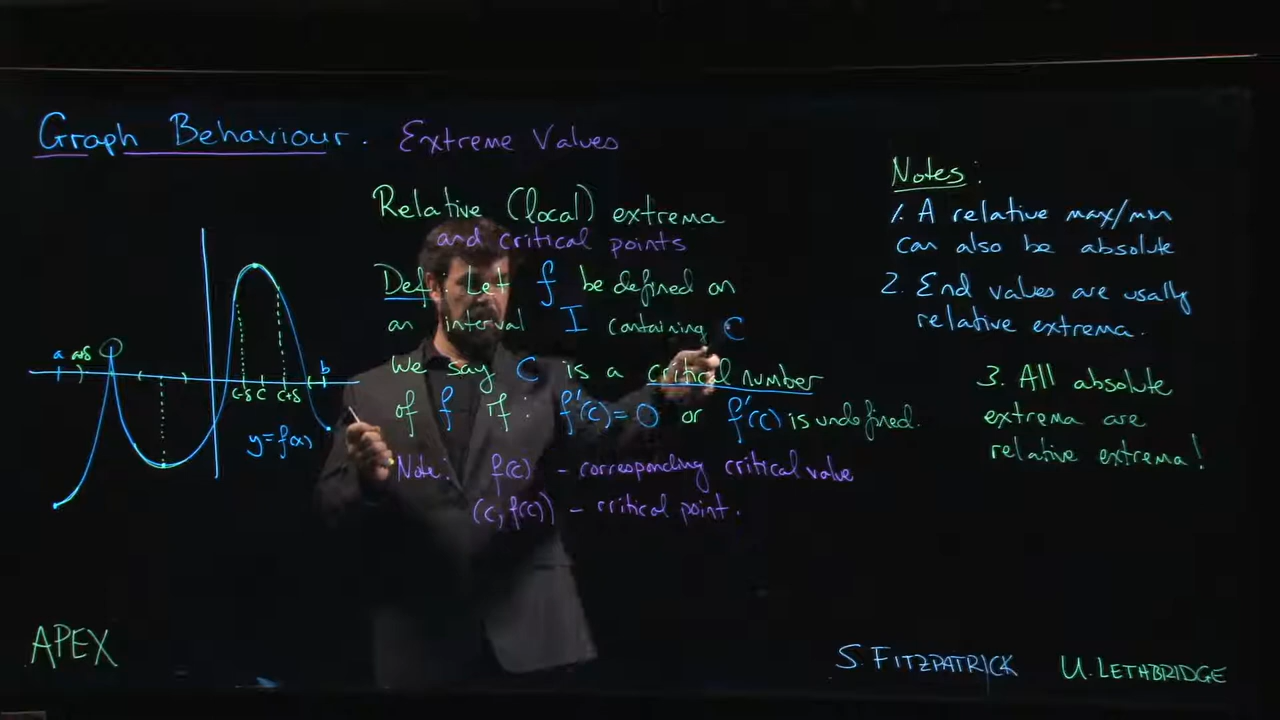 Graph Behaviour. Extreme Values
Relative (local) extrema
and critical points
Def: Let f be defined on
an interval I containing C
We say C is a critical number
of f if: f'(c)=0 or f'(c) is undefined.
Note: f(c) - corresponding critical value
(c, f(c)) - critical point.
a a+δ
c-δ c c+δ
b
y=f(x)
Notes:
1. A relative max/min
can also be absolute
2. End values are usally
relative extrema.
3. All absolute
extrema are
relative extrema!
APEX
S. FITZPATRICK U. LETHBRIDGE